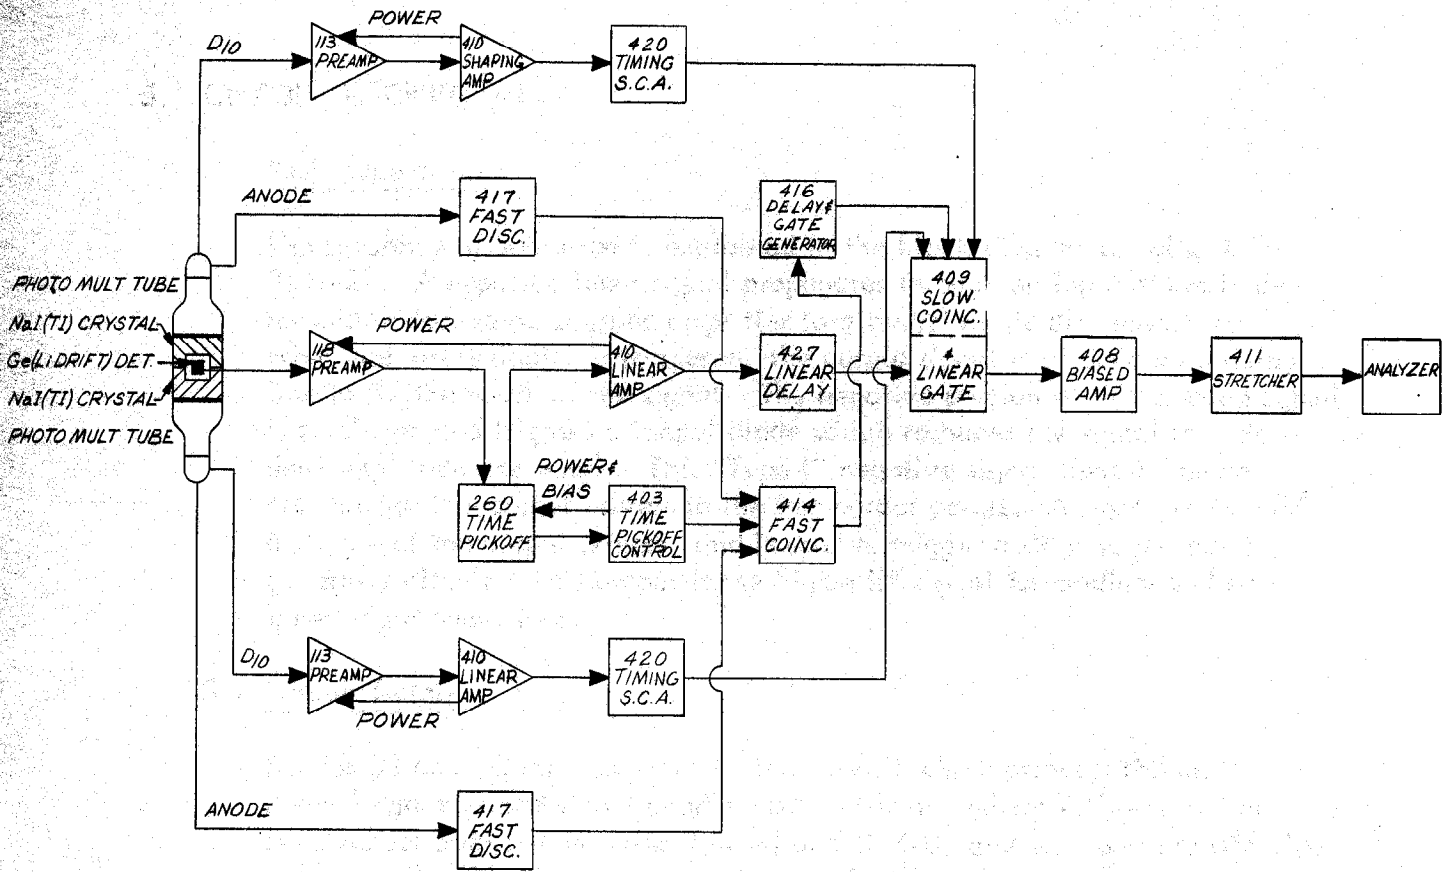 POWER
D10
113
PREAMP
410
SHAPING
AMP
420
TIMING
S.C.A.
ANODE
417
FAST
DISC.
416
DELAY &
GATE
GENERATOR
PHOTO MULT TUBE
NaI(Tl) CRYSTAL
Ge(Li DRIFT) DET.
NaI(Tl) CRYSTAL
PHOTO MULT TUBE
POWER
118
PREAMP
410
LINEAR
AMP
427
LINEAR
DELAY
409
SLOW
COINC.
&
LINEAR
GATE
408
BIASED
AMP
411
STRETCHER
ANALYZER
POWER &
BIAS
260
TIME
PICKOFF
403
TIME
PICKOFF
CONTROL
414
FAST
COINC.
D10
113
PREAMP
410
LINEAR
AMP
POWER
420
TIMING
S.C.A.
ANODE
417
FAST
DISC.